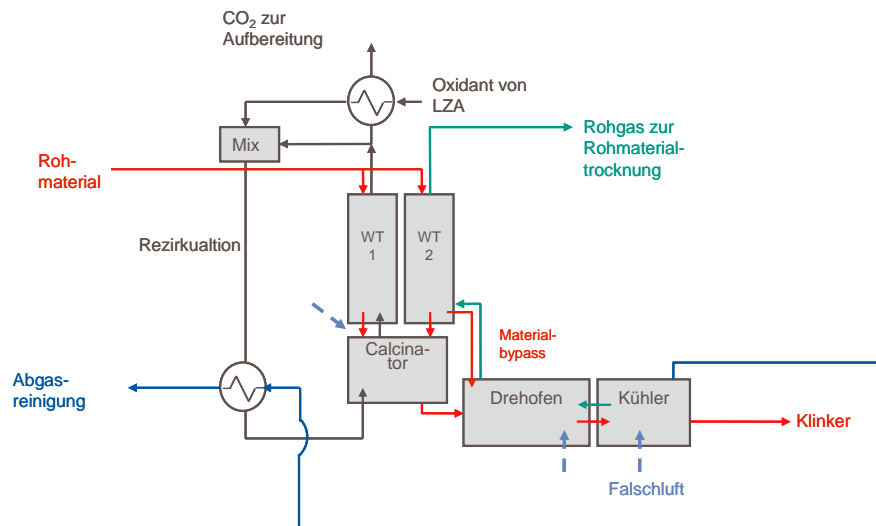 CO₂ zur
Aufbereitung
Oxidant von
LZA
Mix
Rohgas zur
Rohmaterial-
trocknung
Roh-
material
WT
1
WT
2
Rezirkualtion
Material-
bypass
Calcina-
tor
Abgas-
reinigung
Drehofen
Kühler
Klinker
Falschluft